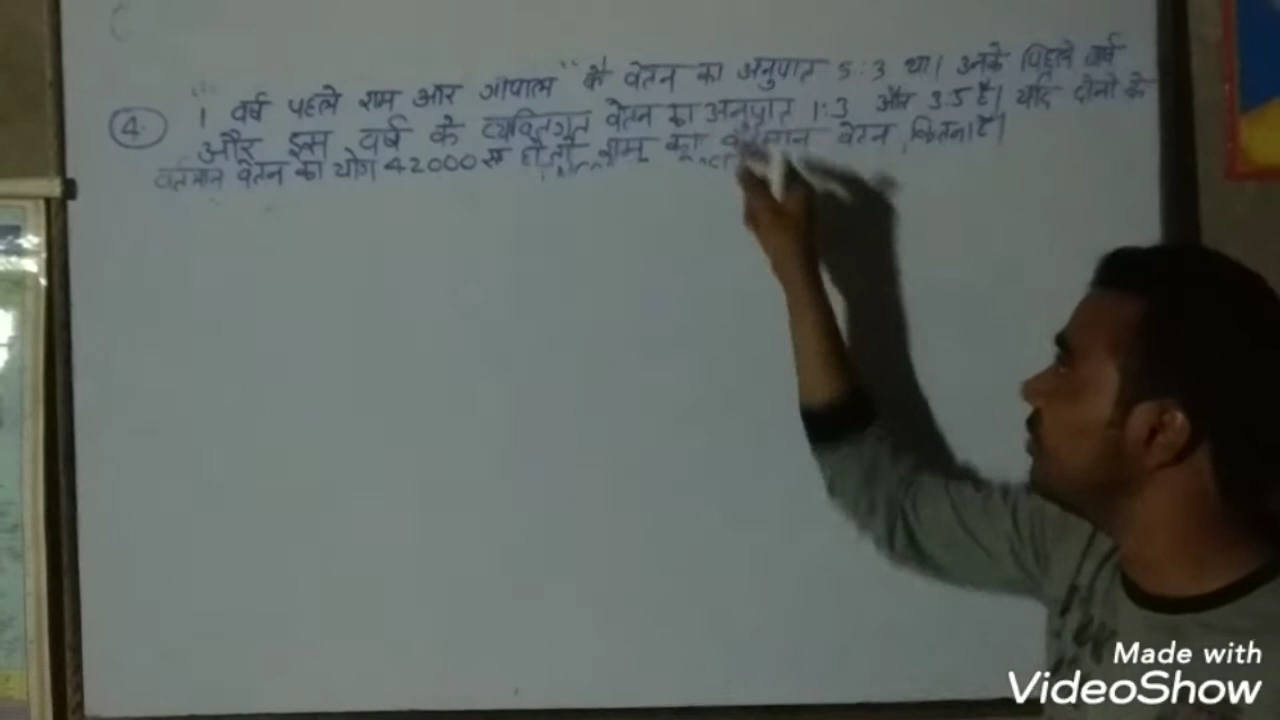 ④ 1 वर्ष पहले राम और गोपाल के वेतन का अनुपात 5:3 था। उनके पिछले वर्ष
और इस वर्ष के व्यक्तिगत वेतन का अनुपात 1:3 और 3:5 है। यदि दोनो के
वर्तमान वेतन का योग 42000 रू हो तो राम का वर्तमान वेतन कितना है।
Made with
VideoShow